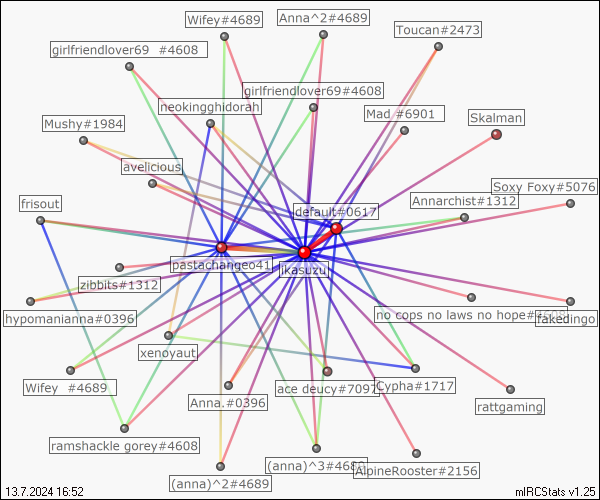 Wifey#4689
Anna^2#4689
Toucan#2473
girlfriendlover69 #4608
girlfriendlover69#4608
neokingghidorah
Mad #6901
Skalman
Mushy#1984
avelicious
Soxy Foxy#5076
Annarchist#1312
frisout
default#0617
pastachange041
jkasuzu
zibbits#1312
hypomanianna#0396
no cops no laws no hope#4608
fakedingo
xenoyaut
Wifey #4689
Anna.#0396
ace deucy#7097
Cypha#1717
rattgaming
ramshackle gorey#4608
(anna)^2#4689
(anna)^3#4689
AlpineRooster#2156
13.7.2024 16:52
mIRCStats v1.25